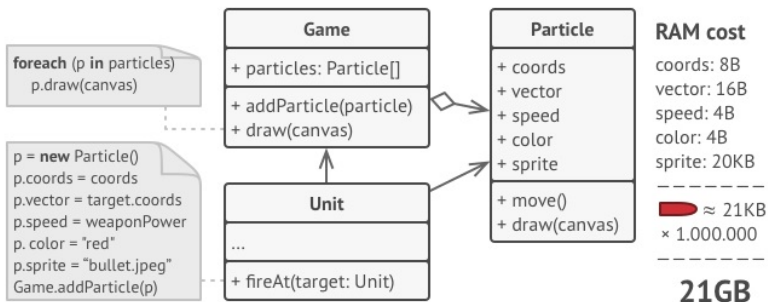 foreach (p in particles)
p.draw(canvas)
p = new Particle()
p.coords = coords
p.vector = target.coords
p.speed = weaponPower
p. color = "red"
p.sprite = “bullet.jpeg”
Game.addParticle(p)
Game
+ particles: Particle[]
+ addParticle(particle)
+ draw(canvas)
Unit
...
+ fireAt(target: Unit)
Particle
+ coords
+ vector
+ speed
+ color
+ sprite
+ move()
+ draw(canvas)
RAM cost
coords: 8B
vector: 16B
speed: 4B
color: 4B
sprite: 20KB
≈ 21KB
× 1.000.000
21GB